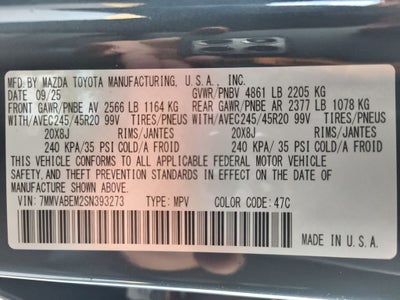 MFD. BY MAZDA TOYOTA MANUFACTURING, U.S.A., INC.
DATE 09/25 GVWR/PNBV 4861 LB 2205 KG
FRONT GAWR/PNBE AV 2566 LB 1164 KG REAR GAWR/PNBE AR 2377 LB 1078 KG
WITH/AVEC245/45R20 99V TIRES/PNEUS WITH/AVEC245/45R20 99V TIRES/PNEUS
20X8J RIMS/JANTES 20X8J RIMS/JANTES
240 KPA/35 PSI COLD/A FROID 240 KPA/ 35 PSI COLD/A FROID
THIS VEHICLE CONFORMS TO ALL APPLICABLE FEDERAL MOTOR VEHICLE
SAFETY, AND THEFT PREVENTION STANDARDS IN EFFECT ON THE DATE OF
MANUFACTURE SHOWN ABOVE.
VIN: 7MMVABEM2SN393273 TYPE: MPV COLOR CODE: 47C
MADE IN U.S.A.